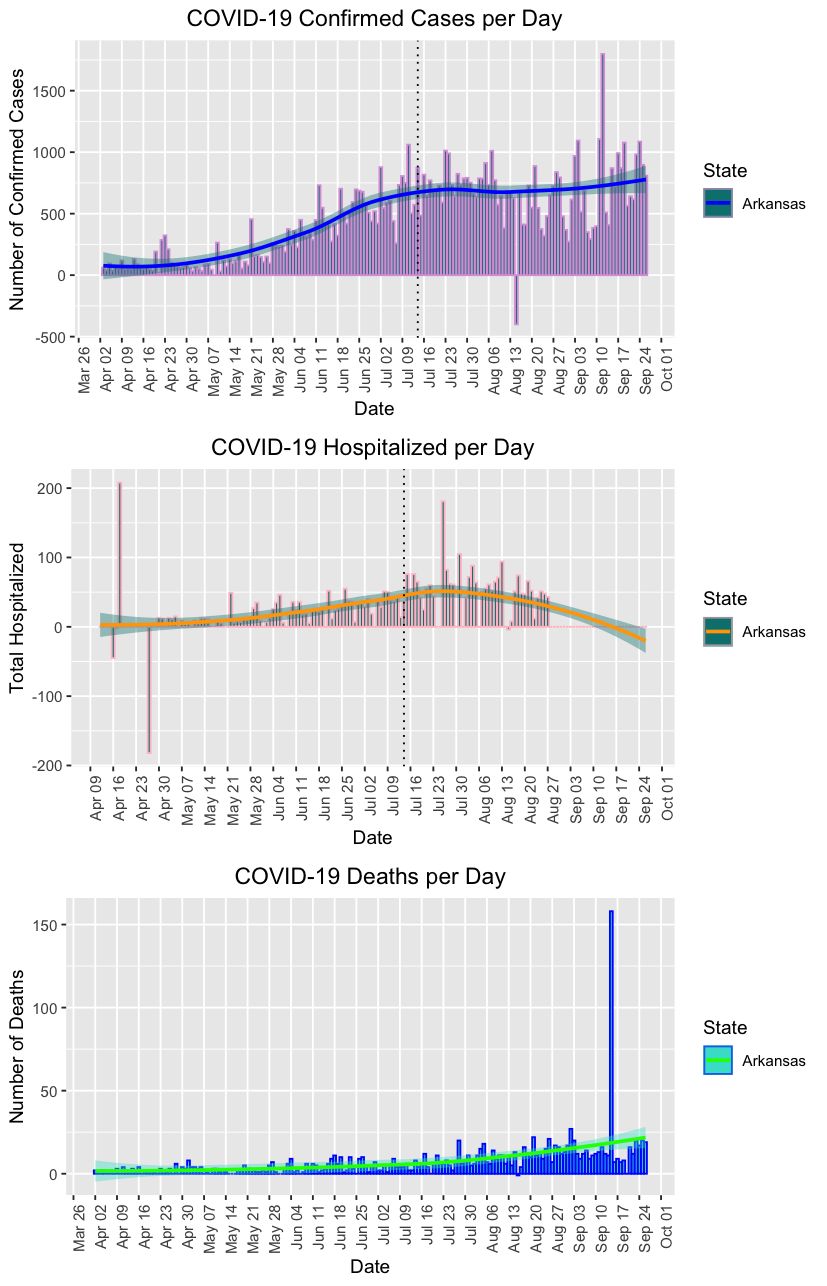 COVID-19 Confirmed Cases per Day
Number of Confirmed Cases
1500
1000
500
0
-500
Mar 26
Apr 02
Apr 09
Apr 16
Apr 23
Apr 30
May 07
May 14
May 21
May 28
Jun 04
Jun 11
Jun 18
Jun 25
Jul 02
Jul 09
Jul 16
Jul 23
Jul 30
Aug 06
Aug 13
Aug 20
Aug 27
Sep 03
Sep 10
Sep 17
Sep 24
Oct 01
Date
State
Arkansas
COVID-19 Hospitalized per Day
Total Hospitalized
200
100
0
-100
-200
Apr 09
Apr 16
Apr 23
Apr 30
May 07
May 14
May 21
May 28
Jun 04
Jun 11
Jun 18
Jun 25
Jul 02
Jul 09
Jul 16
Jul 23
Jul 30
Aug 06
Aug 13
Aug 20
Aug 27
Sep 03
Sep 10
Sep 17
Sep 24
Oct 01
Date
State
Arkansas
COVID-19 Deaths per Day
Number of Deaths
150
100
50
0
Mar 26
Apr 02
Apr 09
Apr 16
Apr 23
Apr 30
May 07
May 14
May 21
May 28
Jun 04
Jun 11
Jun 18
Jun 25
Jul 02
Jul 09
Jul 16
Jul 23
Jul 30
Aug 06
Aug 13
Aug 20
Aug 27
Sep 03
Sep 10
Sep 17
Sep 24
Oct 01
Date
State
Arkansas